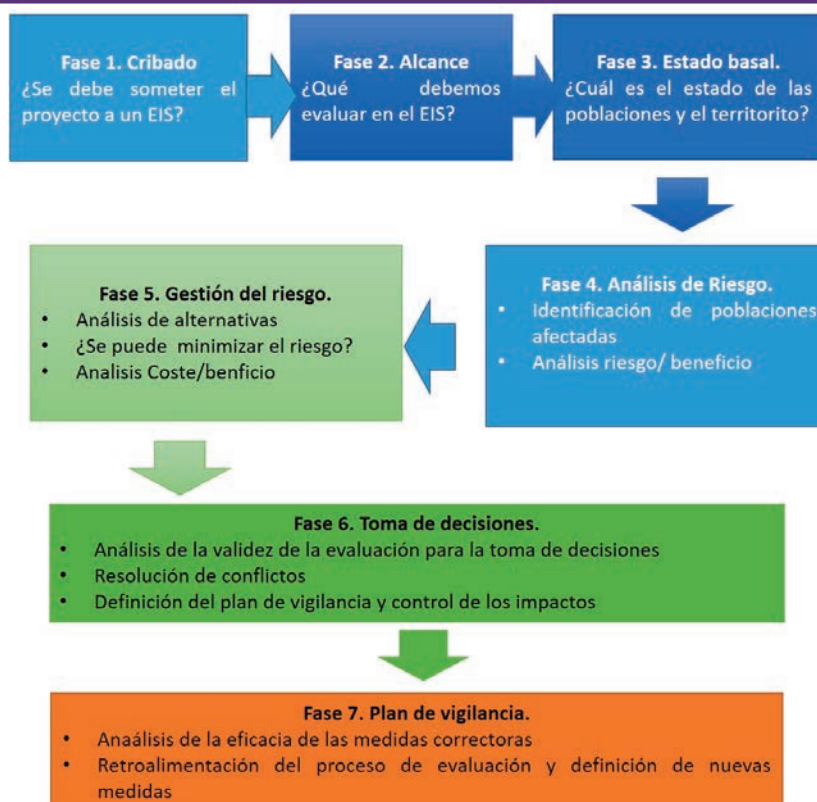 Fase 1. Cribado
¿Se debe someter el
proyecto a un EIS?
Fase 2. Alcance
¿Qué debemos
evaluar en el EIS?
Fase 3. Estado basal.
¿Cuál es el estado de las
poblaciones y el territorito?
Fase 4. Análisis de Riesgo.
• Identificación de poblaciones
afectadas
• Análisis riesgo/ beneficio
Fase 5. Gestión del riesgo.
• Análisis de alternativas
• ¿Se puede minimizar el riesgo?
• Analisis Coste/benficio
Fase 6. Toma de decisiones.
• Análisis de la validez de la evaluación para la toma de decisiones
• Resolución de conflictos
• Definición del plan de vigilancia y control de los impactos
Fase 7. Plan de vigilancia.
• Anaálisis de la eficacia de las medidas correctoras
• Retroalimentación del proceso de evaluación y definición de nuevas
medidas